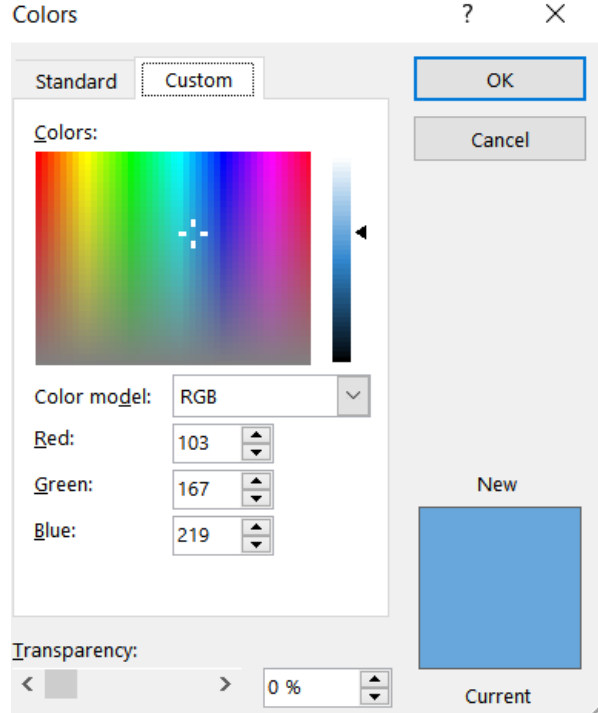 Colors ?
Standard Custom OK
Cancel
Colors:
Color model: RGB
Red: 103
Green: 167
Blue: 219
New
Transparency:
0 %
Current